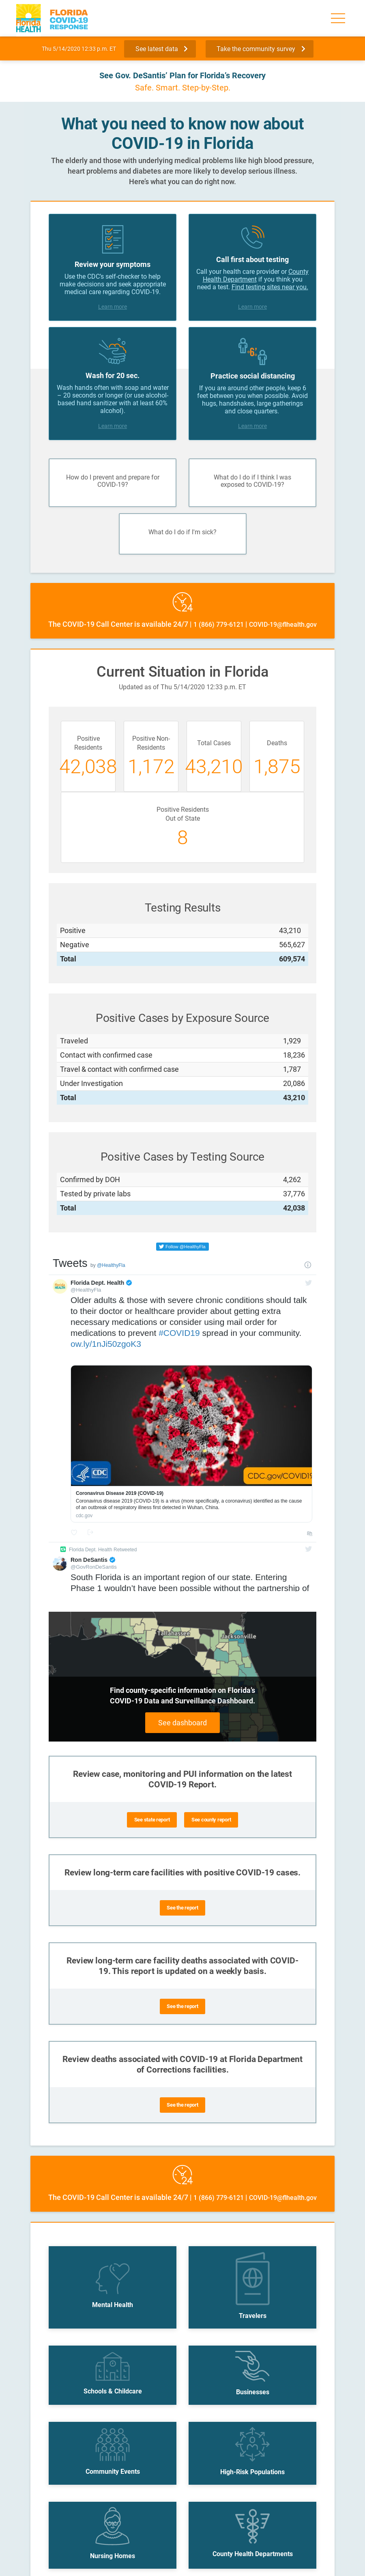 Florida
HEALTH
FLORIDA
COVID-19
RESPONSE
Thu 5/14/2020 12:33 p.m. ET
See latest data
Take the community survey
See Gov. DeSantis' Plan for Florida's Recovery
Safe. Smart. Step-by-Step.
What you need to know now about
COVID-19 in Florida
The elderly and those with underlying medical problems like high blood pressure,
heart problems and diabetes are more likely to develop serious illness.
Here's what you can do right now.
Review your symptoms
Use the CDC's self-checker to help
make decisions and seek appropriate
medical care regarding COVID-19.
Learn more
Call first about testing
Call your health care provider or County
Health Department if you think you
need a test. Find testing sites near you.
Learn more
Wash for 20 sec.
Wash hands often with soap and water
– 20 seconds or longer (or use alcohol-
based hand sanitizer with at least 60%
alcohol).
Learn more
6'
Practice social distancing
If you are around other people, keep 6
feet between you when possible. Avoid
hugs, handshakes, large gatherings
and close quarters.
Learn more
How do I prevent and prepare for
COVID-19?
What do I do if I think I was
exposed to COVID-19?
What do I do if I'm sick?
24
The COVID-19 Call Center is available 24/7 | 1 (866) 779-6121 | COVID-19@flhealth.gov
Current Situation in Florida
Updated as of Thu 5/14/2020 12:33 p.m. ET
Positive
Residents
42,038
Positive Non-
Residents
1,172
Total Cases
43,210
Deaths
1,875
Positive Residents
Out of State
8
Testing Results
Positive 43,210
Negative 565,627
Total 609,574
Positive Cases by Exposure Source
Traveled 1,929
Contact with confirmed case 18,236
Travel & contact with confirmed case 1,787
Under Investigation 20,086
Total 43,210
Positive Cases by Testing Source
Confirmed by DOH 4,262
Tested by private labs 37,776
Total 42,038
Follow @HealthyFla
Tweets by @HealthyFla
Florida Dept. Health
@HealthyFla
Older adults & those with severe chronic conditions should talk
to their doctor or healthcare provider about getting extra
necessary medications or consider using mail order for
medications to prevent #COVID19 spread in your community.
ow.ly/1nJi50zgoK3
CDC
CDC.gov/COVID19
Coronavirus Disease 2019 (COVID-19)
Coronavirus disease 2019 (COVID-19) is a virus (more specifically, a coronavirus) identified as the cause
of an outbreak of respiratory illness first detected in Wuhan, China.
cdc.gov
Florida Dept. Health Retweeted
Ron DeSantis
@GovRonDeSantis
South Florida is an important region of our state. Entering
Phase 1 wouldn't have been possible without the partnership of
Tallahassee
Jacksonville
Find county-specific information on Florida's
COVID-19 Data and Surveillance Dashboard.
See dashboard
Review case, monitoring and PUI information on the latest
COVID-19 Report.
See state report
See county report
Review long-term care facilities with positive COVID-19 cases.
See the report
Review long-term care facility deaths associated with COVID-
19. This report is updated on a weekly basis.
See the report
Review deaths associated with COVID-19 at Florida Department
of Corrections facilities.
See the report
24
The COVID-19 Call Center is available 24/7 | 1 (866) 779-6121 | COVID-19@flhealth.gov
Mental Health
Travelers
Schools & Childcare
Businesses
Community Events
High-Risk Populations
Nursing Homes
County Health Departments